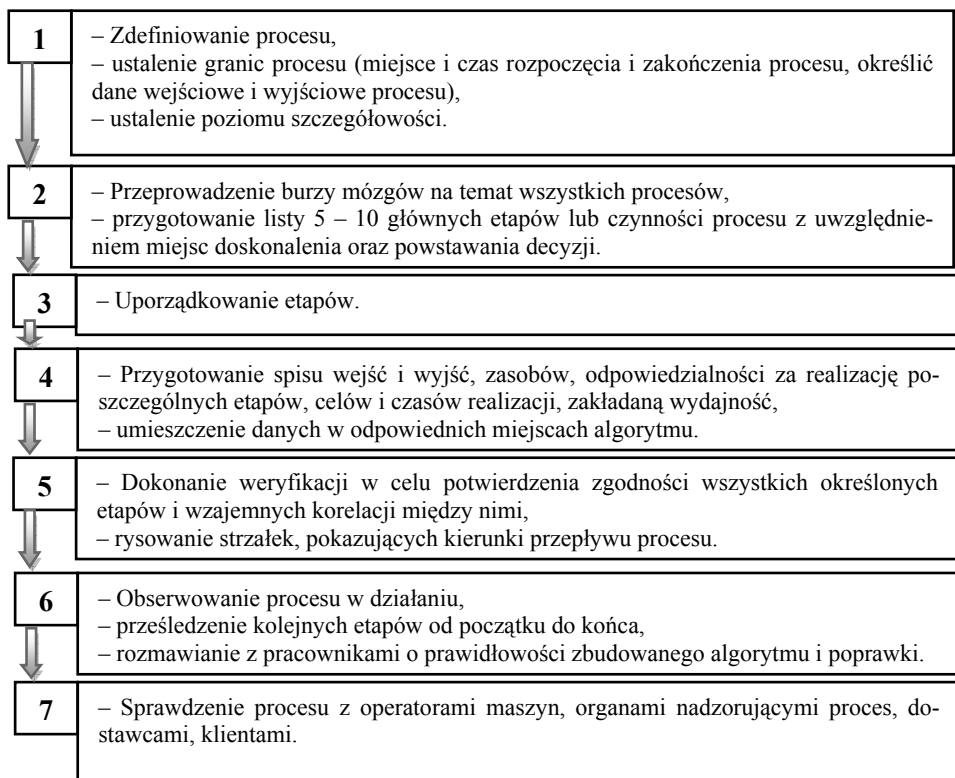 1
– Zdefiniowanie procesu,
– ustalenie granic procesu (miejsce i czas rozpoczęcia i zakończenia procesu, określić
dane wejściowe i wyjściowe procesu),
– ustalenie poziomu szczegółowości.
2
– Przeprowadzenie burzy mózgów na temat wszystkich procesów,
– przygotowanie listy 5 – 10 głównych etapów lub czynności procesu z uwzględnie-
niem miejsc doskonalenia oraz powstawania decyzji.
3
– Uporządkowanie etapów.
4
– Przygotowanie spisu wejść i wyjść, zasobów, odpowiedzialności za realizację po-
szczególnych etapów, celów i czasów realizacji, zakładaną wydajność,
– umieszczenie danych w odpowiednich miejscach algorytmu.
5
– Dokonanie weryfikacji w celu potwierdzenia zgodności wszystkich określonych
etapów i wzajemnych korelacji między nimi,
– rysowanie strzałek, pokazujących kierunki przepływu procesu.
6
– Obserwowanie procesu w działaniu,
– prześledzenie kolejnych etapów od początku do końca,
– rozmawianie z pracownikami o prawidłowości zbudowanego algorytmu i poprawki.
7
– Sprawdzenie procesu z operatorami maszyn, organami nadzorującymi proces, do-
stawcami, klientami.